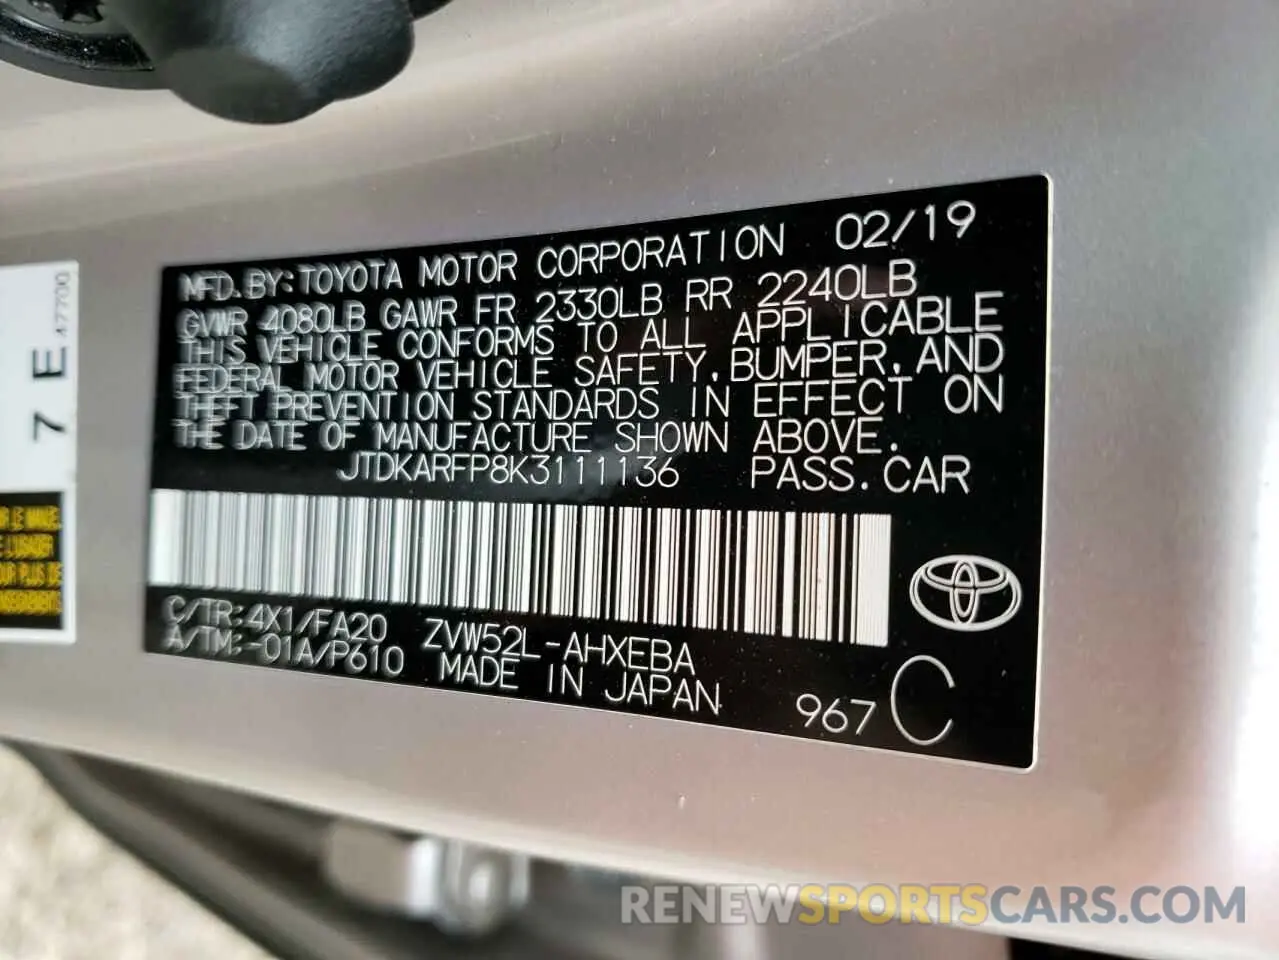 MFD.BY:TOYOTA MOTOR CORPORATION 02/19
GVWR 4080LB GAWR FR 2330LB RR 2240LB
THIS VEHICLE CONFORMS TO ALL APPLICABLE
FEDERAL MOTOR VEHICLE SAFETY,BUMPER,AND
THEFT PREVENTION STANDARDS IN EFFECT ON
THE DATE OF MANUFACTURE SHOWN ABOVE.
JTDKARFP8K3111136 PASS.CAR
C/TR:4X1/FA20 ZVW52L-AHXEBA
A/TM:-01A/P610 MADE IN JAPAN
967 C
7 E 47700
RENEWSPORTSCARS.COM